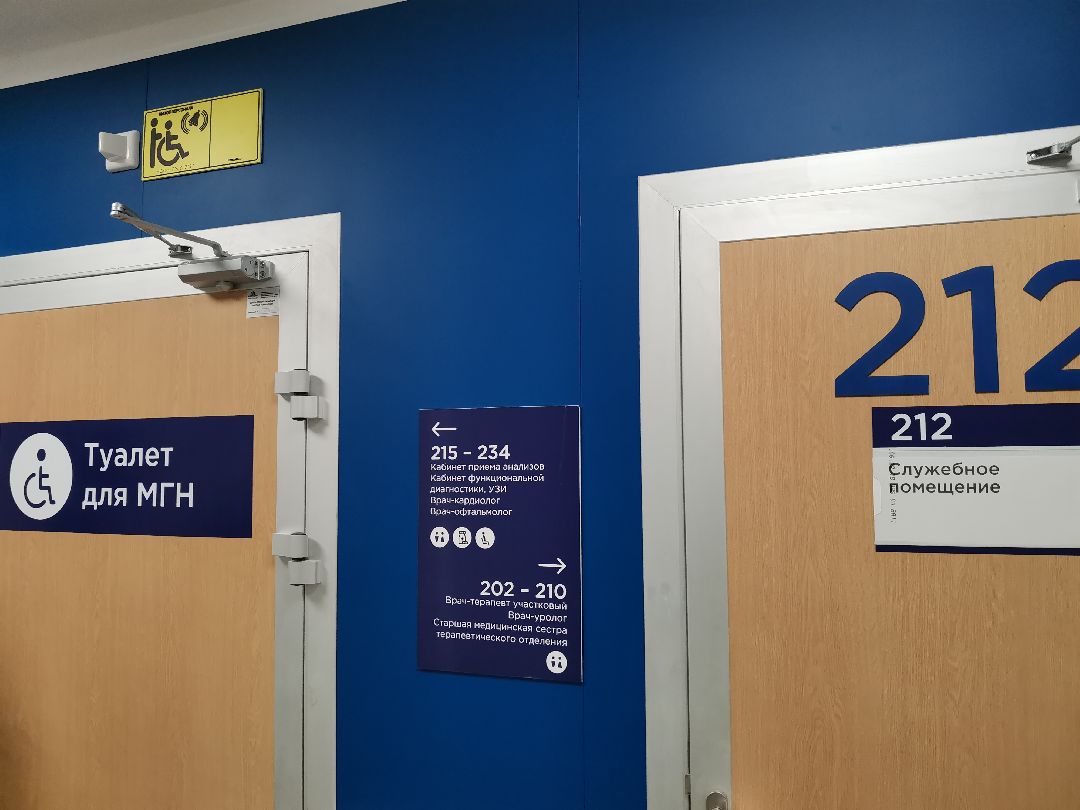 Туалет
для МГН
215 – 234
Кабинет приема анализов
Кабинет функциональной
диагностики, УЗИ
Врач-кардиолог
Врач-офтальмолог
202 – 210
Врач-терапевт участковый
Врач-уролог
Старшая медицинская сестра
терапевтического отделения
212
212
Служебное
помещение